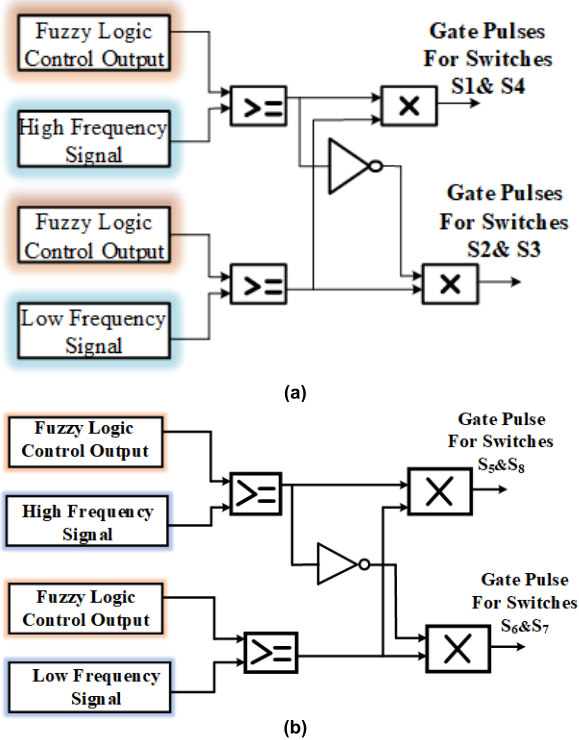 Fuzzy Logic
Control Output
High Frequency
Signal
Fuzzy Logic
Control Output
Low Frequency
Signal
>=
>=
×
×
Gate Pulses
For Switches
S1& S4
Gate Pulses
For Switches
S2& S3
(a)
Fuzzy Logic
Control Output
High Frequency
Signal
Fuzzy Logic
Control Output
Low Frequency
Signal
>=
>=
×
×
Gate Pulse
For Switches
S₅&S₈
Gate Pulse
For Switches
S₆&S₇
(b)